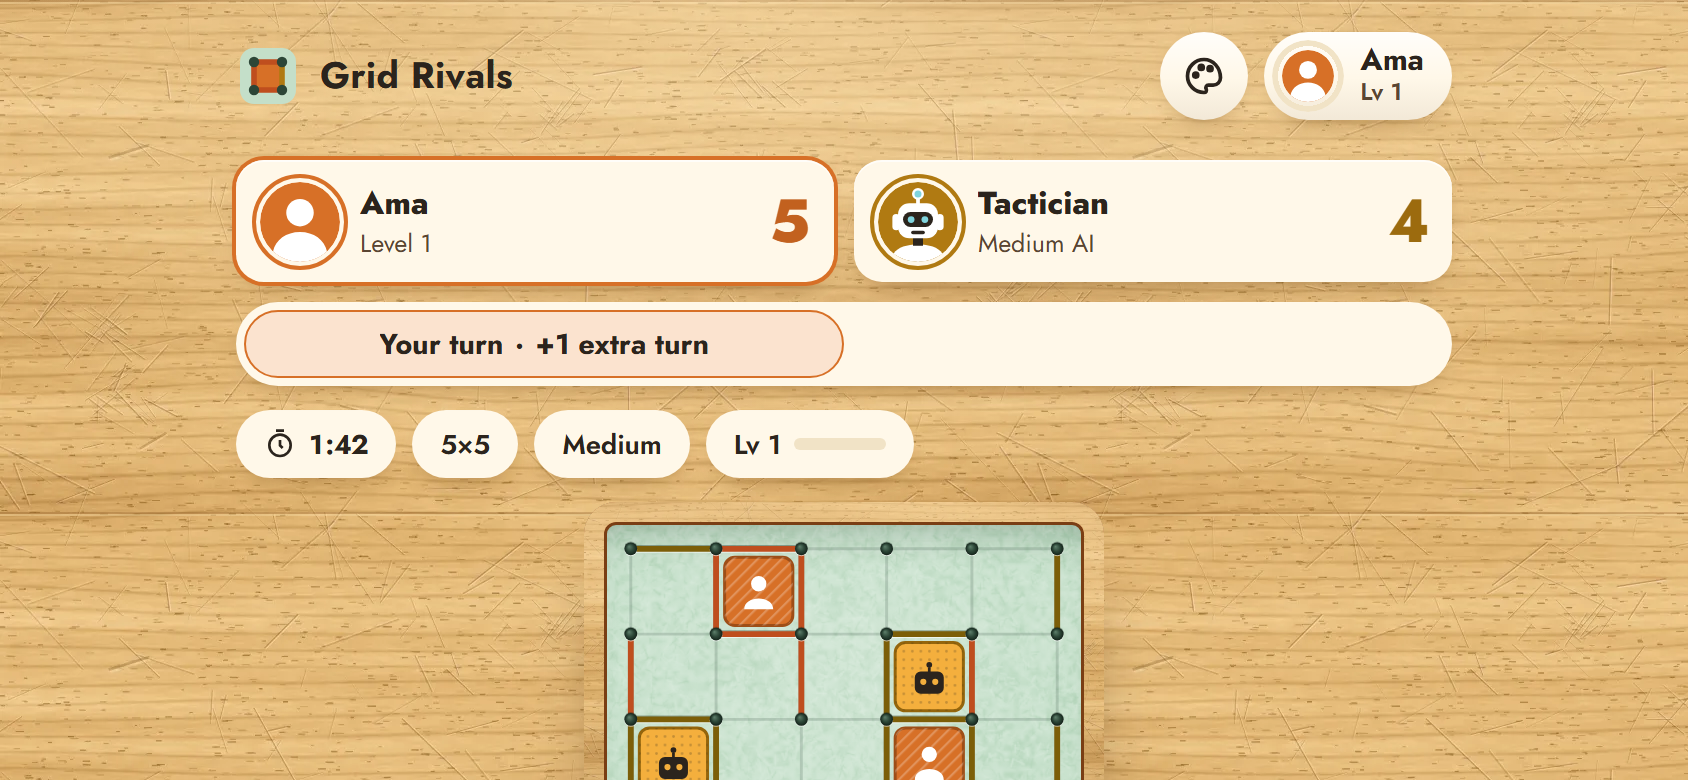 Grid Rivals
Ama
Lv 1
Ama
Level 1
5
Tactician
Medium AI
4
Your turn · +1 extra turn
1:42
5×5
Medium
Lv 1